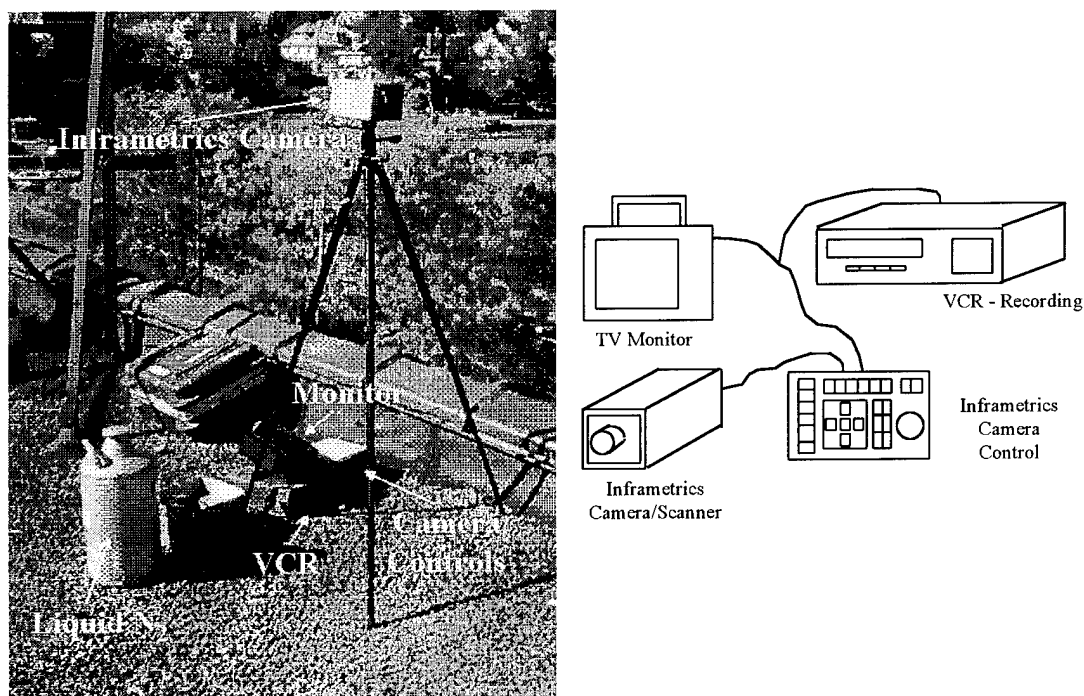 Inframetrics Camera
Monitor
Camera
Controls
VCR
Liquid N₂
TV Monitor
VCR - Recording
Inframetrics
Camera/Scanner
Inframetrics
Camera
Control